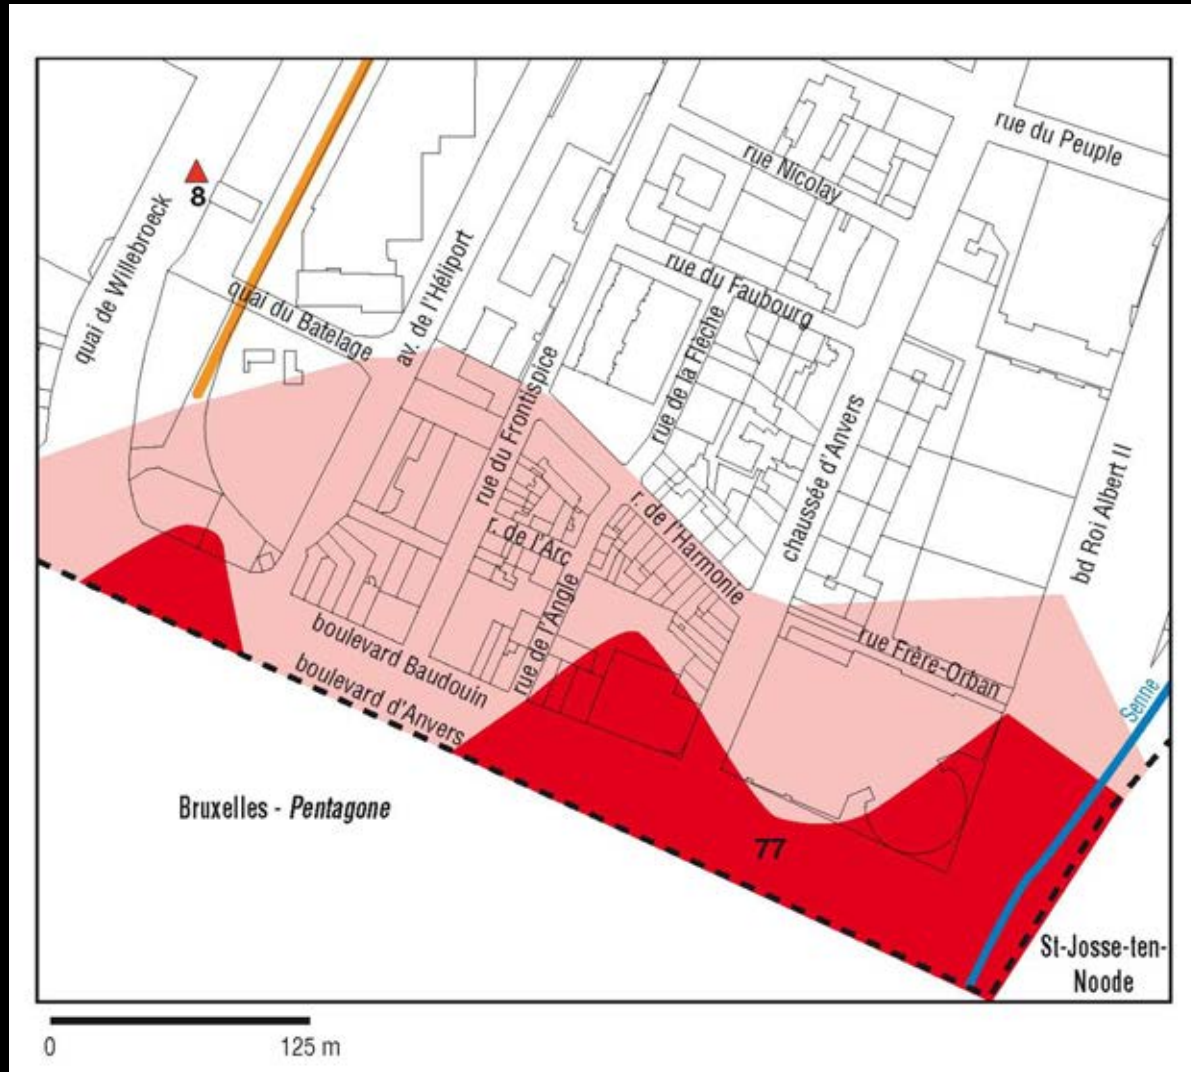 rue du Peuple
rue Nicolay
8
quai de Willebroeck
rue du Faubourg
av. de l'Héliport
quai du Batelage
rue de la Flèche
rue du Frontispice
chaussée d'Anvers
bd Roi Albert II
r. de l'Harmonie
r. de l'Arc
rue de l'Angle
boulevard Baudouin
boulevard d'Anvers
rue Frère-Orban
Senne
Bruxelles - Pentagone
77
St-Josse-ten-
Noode
0
125 m